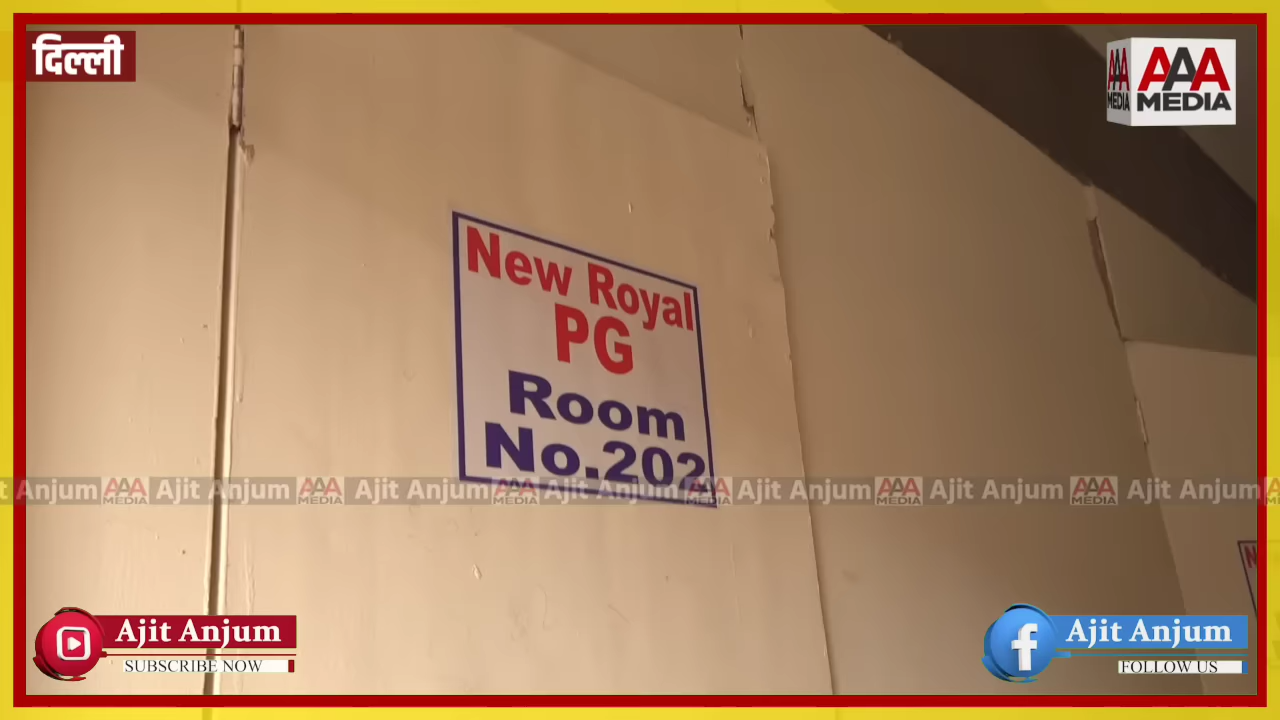 दिल्ली
AAA
AAA
MEDIA
MEDIA
New Royal
PG
Room
No.202
Anjum AAA MEDIA Ajit Anjum AAA MEDIA Ajit Anjum AAA MEDIA Ajit Anjum AAA MEDIA Ajit Anjum AAA MEDIA Ajit Anjum AAA MEDIA Ajit Anjum
Ajit Anjum
SUBSCRIBE NOW
Ajit Anjum
FOLLOW US